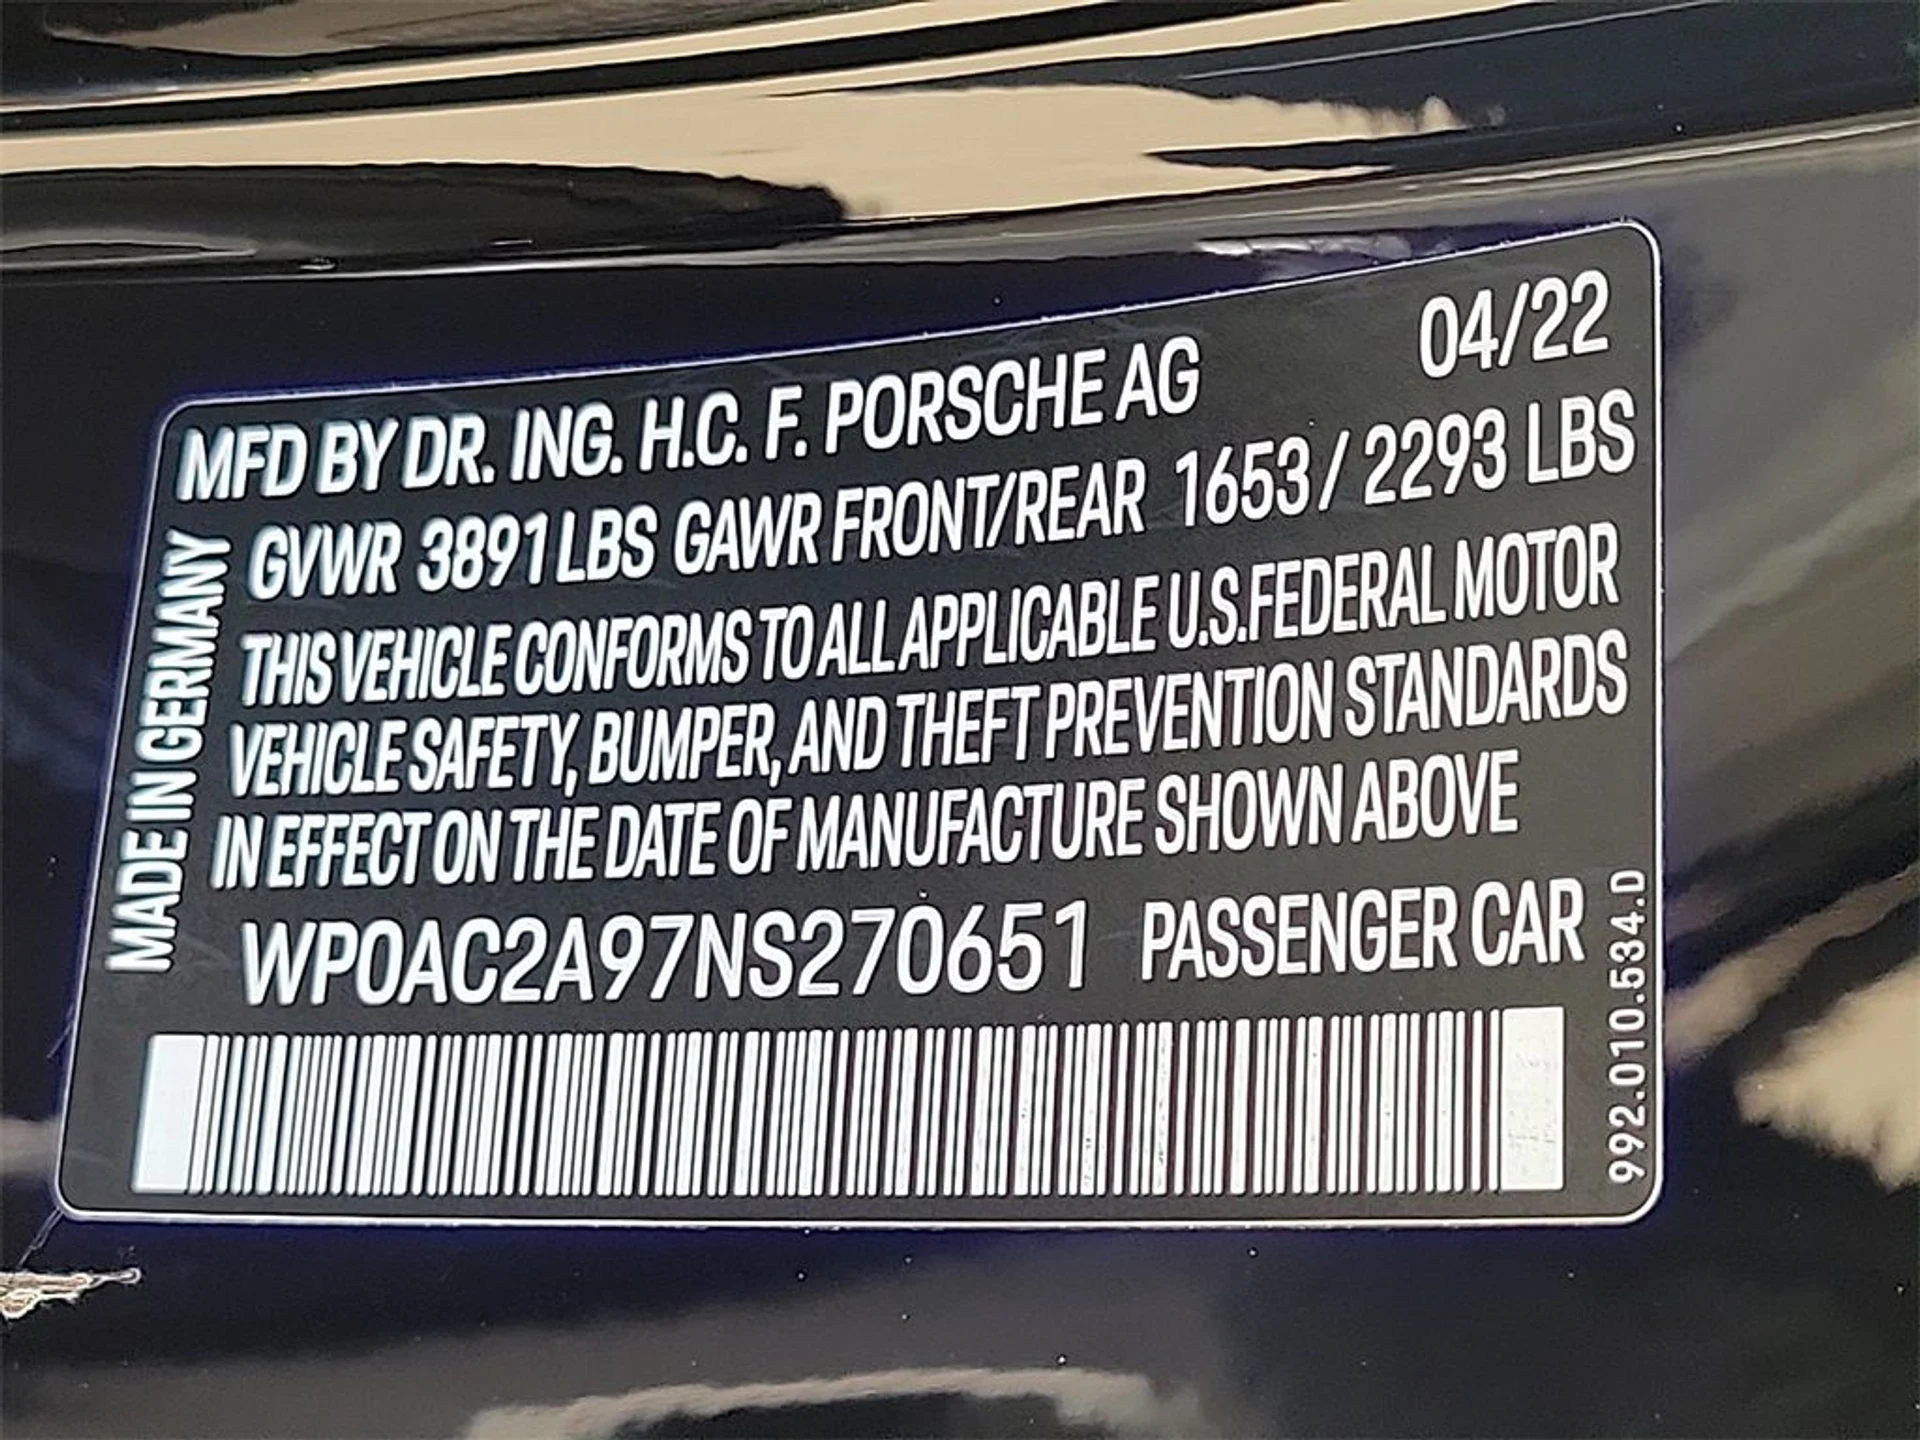 MFD BY DR. ING. H.C. F. PORSCHE AG 04/22
GVWR 3891 LBS GAWR FRONT/REAR 1653 / 2293 LBS
THIS VEHICLE CONFORMS TO ALL APPLICABLE U.S.FEDERAL MOTOR
VEHICLE SAFETY, BUMPER, AND THEFT PREVENTION STANDARDS
IN EFFECT ON THE DATE OF MANUFACTURE SHOWN ABOVE
WP0AC2A97NS270651 PASSENGER CAR
MADE IN GERMANY
992.010.534.D